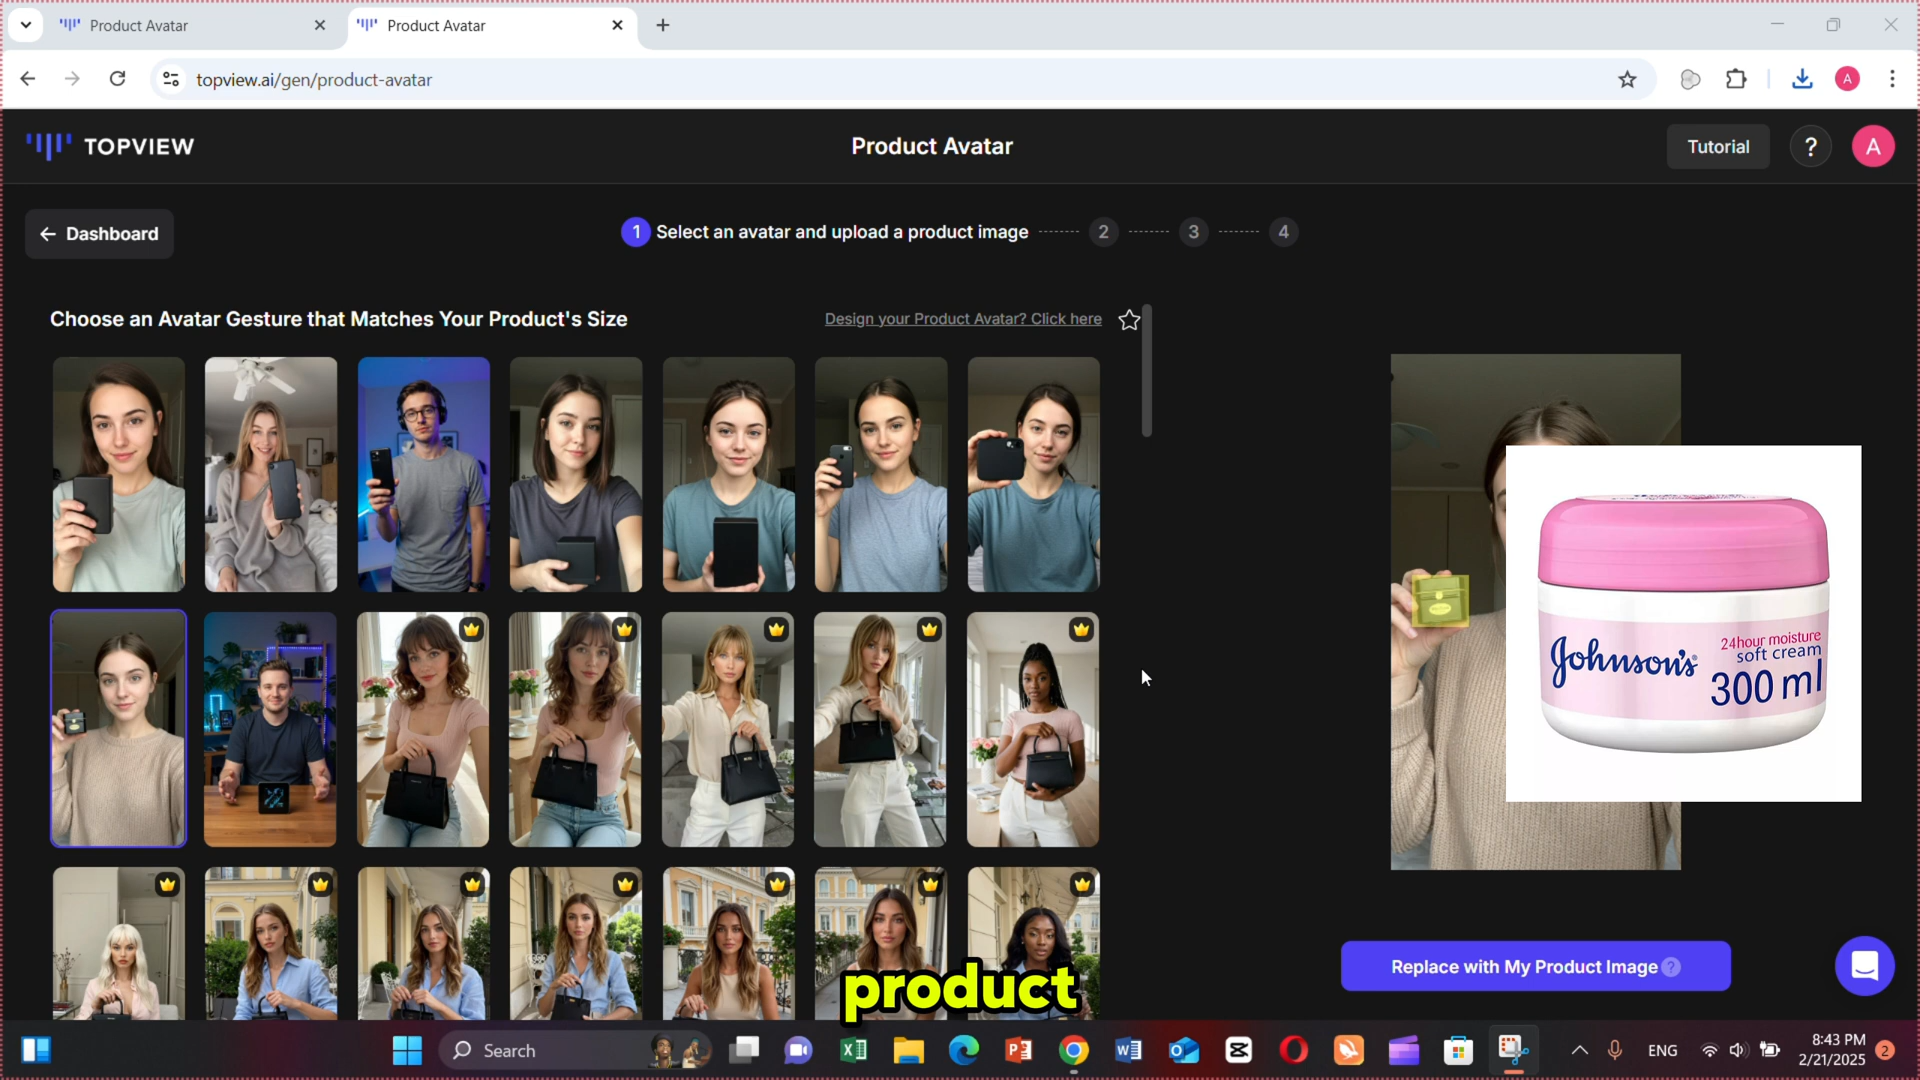 Product Avatar
Product Avatar
topview.ai/gen/product-avatar
A
TOPVIEW
Product Avatar
Tutorial
?
A
Dashboard
1 Select an avatar and upload a product image 2 3 4
Choose an Avatar Gesture that Matches Your Product's Size
Design your Product Avatar? Click here
Johnson's
24hour moisture
soft cream
300 ml
Replace with My Product Image ?
product
Search
ENG
8:43 PM
2/21/2025
2